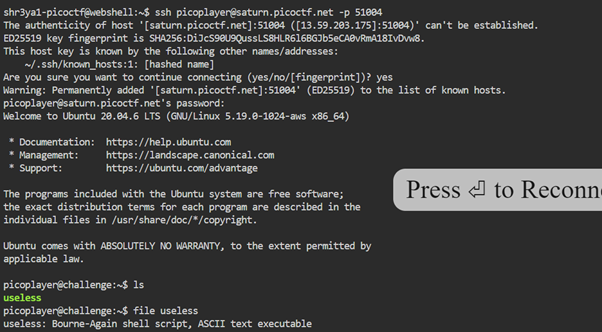 shr3ya1-picoctf@webshell:~$ ssh picoplayer@saturn.picoctf.net -p 51004
The authenticity of host '[saturn.picoctf.net]:51004 ([13.59.203.175]:51004)' can't be established.
ED25519 key fingerprint is SHA256:DiJcS90U9QussLS8HLR6l6BGJb5eCA0vRmA18IvDvw8.
This host key is known by the following other names/addresses:
    ~/.ssh/known_hosts:1: [hashed name]
Are you sure you want to continue connecting (yes/no/[fingerprint])? yes
Warning: Permanently added '[saturn.picoctf.net]:51004' (ED25519) to the list of known hosts.
picoplayer@saturn.picoctf.net's password:
Welcome to Ubuntu 20.04.6 LTS (GNU/Linux 5.19.0-1024-aws x86_64)
 * Documentation:  https://help.ubuntu.com
 * Management:     https://landscape.canonical.com
 * Support:        https://ubuntu.com/advantage
Press ⏎ to Reconne
The programs included with the Ubuntu system are free software;
the exact distribution terms for each program are described in the
individual files in /usr/share/doc/*/copyright.
Ubuntu comes with ABSOLUTELY NO WARRANTY, to the extent permitted by
applicable law.
picoplayer@challenge:~$ ls
useless
picoplayer@challenge:~$ file useless
useless: Bourne-Again shell script, ASCII text executable